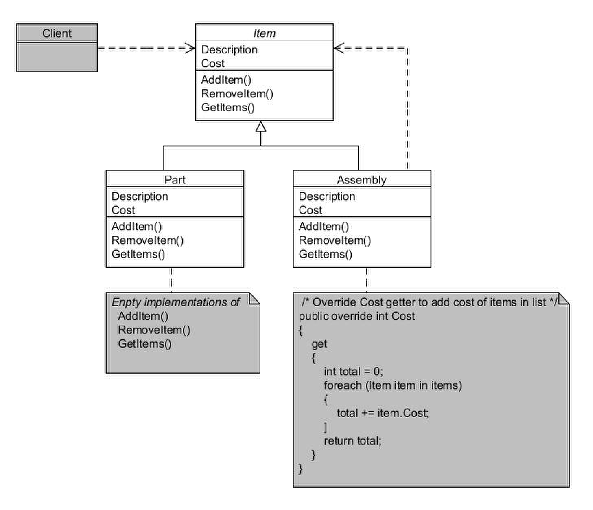 Client
Item
Description
Cost
AddItem()
RemoveItem()
GetItems()
Part
Description
Cost
AddItem()
RemoveItem()
GetItems()
Assembly
Description
Cost
AddItem()
RemoveItem()
GetItems()
Enpty implementations of
AddItem()
RemoveItem()
GetItems()
/* Override Cost getter to add cost of items in list */
public override int Cost
{
get
{
int total = 0;
foreach (Item item in items)
{
total += item.Cost;
]
return total;
}
}